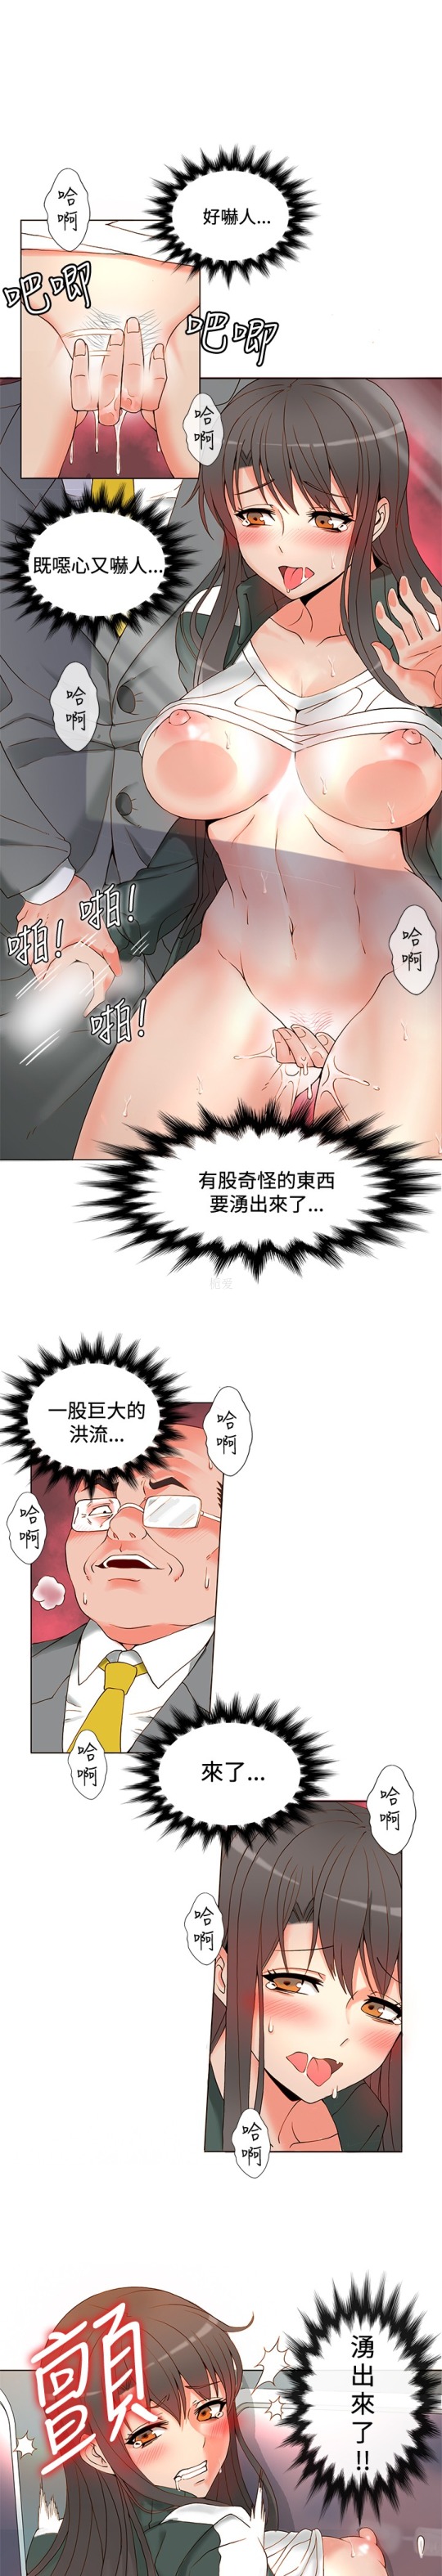 哈
啊
好嚇人...
吧唧
吧唧
哈
啊
既噁心又嚇人...
哈
啊
啪!
啪!
啪!
哈
啊
有股奇怪的東西
要湧出來了...
一股巨大的
洪流...
哈
啊
哈
啊
哈
啊
來了...
哈
啊
哈
啊
哈
啊
顫
湧出來了!!